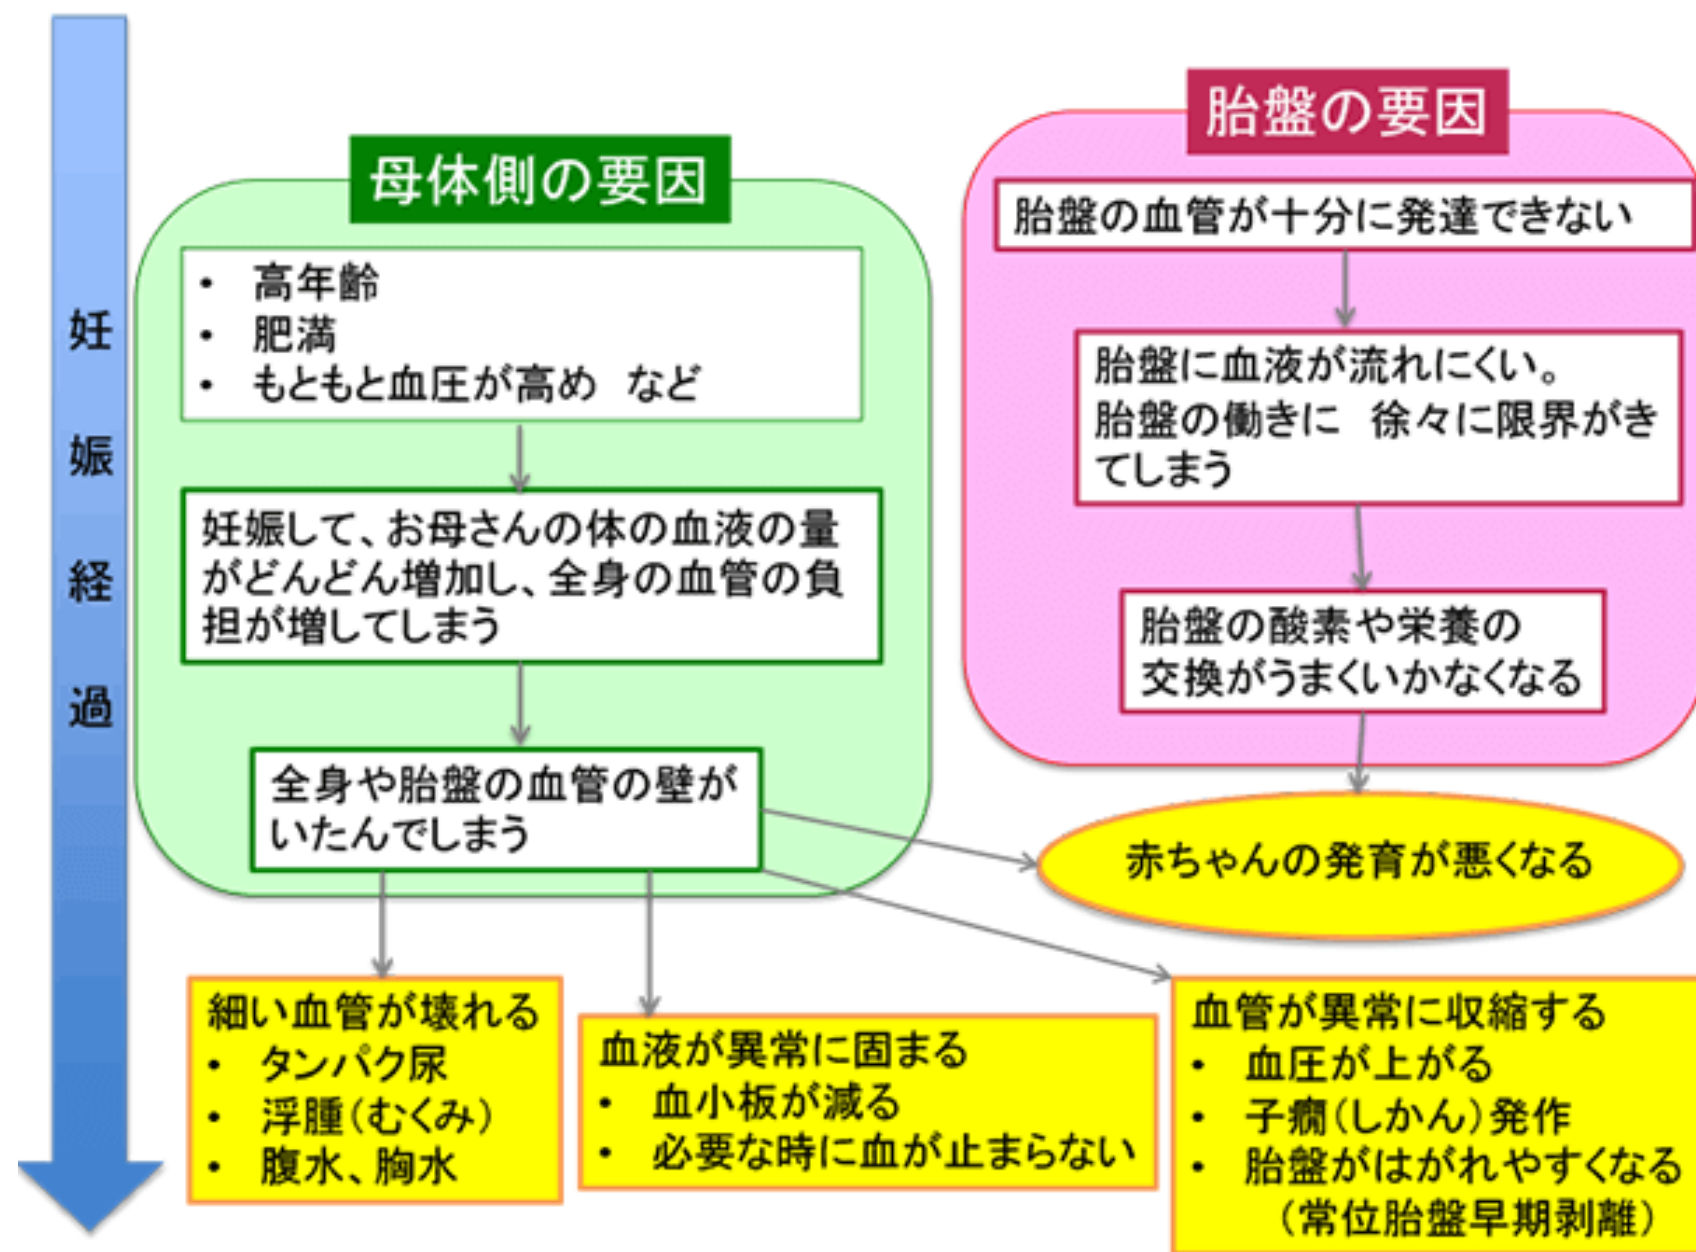 妊娠経過
母体側の要因
・ 高年齢
・ 肥満
・ もともと血圧が高め など
妊娠して、お母さんの体の血液の量
がどんどん増加し、全身の血管の負
担が増してしまう
全身や胎盤の血管の壁が
いたんでしまう
胎盤の要因
胎盤の血管が十分に発達できない
胎盤に血液が流れにくい。
胎盤の働きに 徐々に限界がき
てしまう
胎盤の酸素や栄養の
交換がうまくいかなくなる
赤ちゃんの発育が悪くなる
細い血管が壊れる
・ タンパク尿
・ 浮腫(むくみ)
・ 腹水、胸水
血液が異常に固まる
・ 血小板が減る
・ 必要な時に血が止まらない
血管が異常に収縮する
・ 血圧が上がる
・ 子癇(しかん)発作
・ 胎盤がはがれやすくなる
(常位胎盤早期剥離)